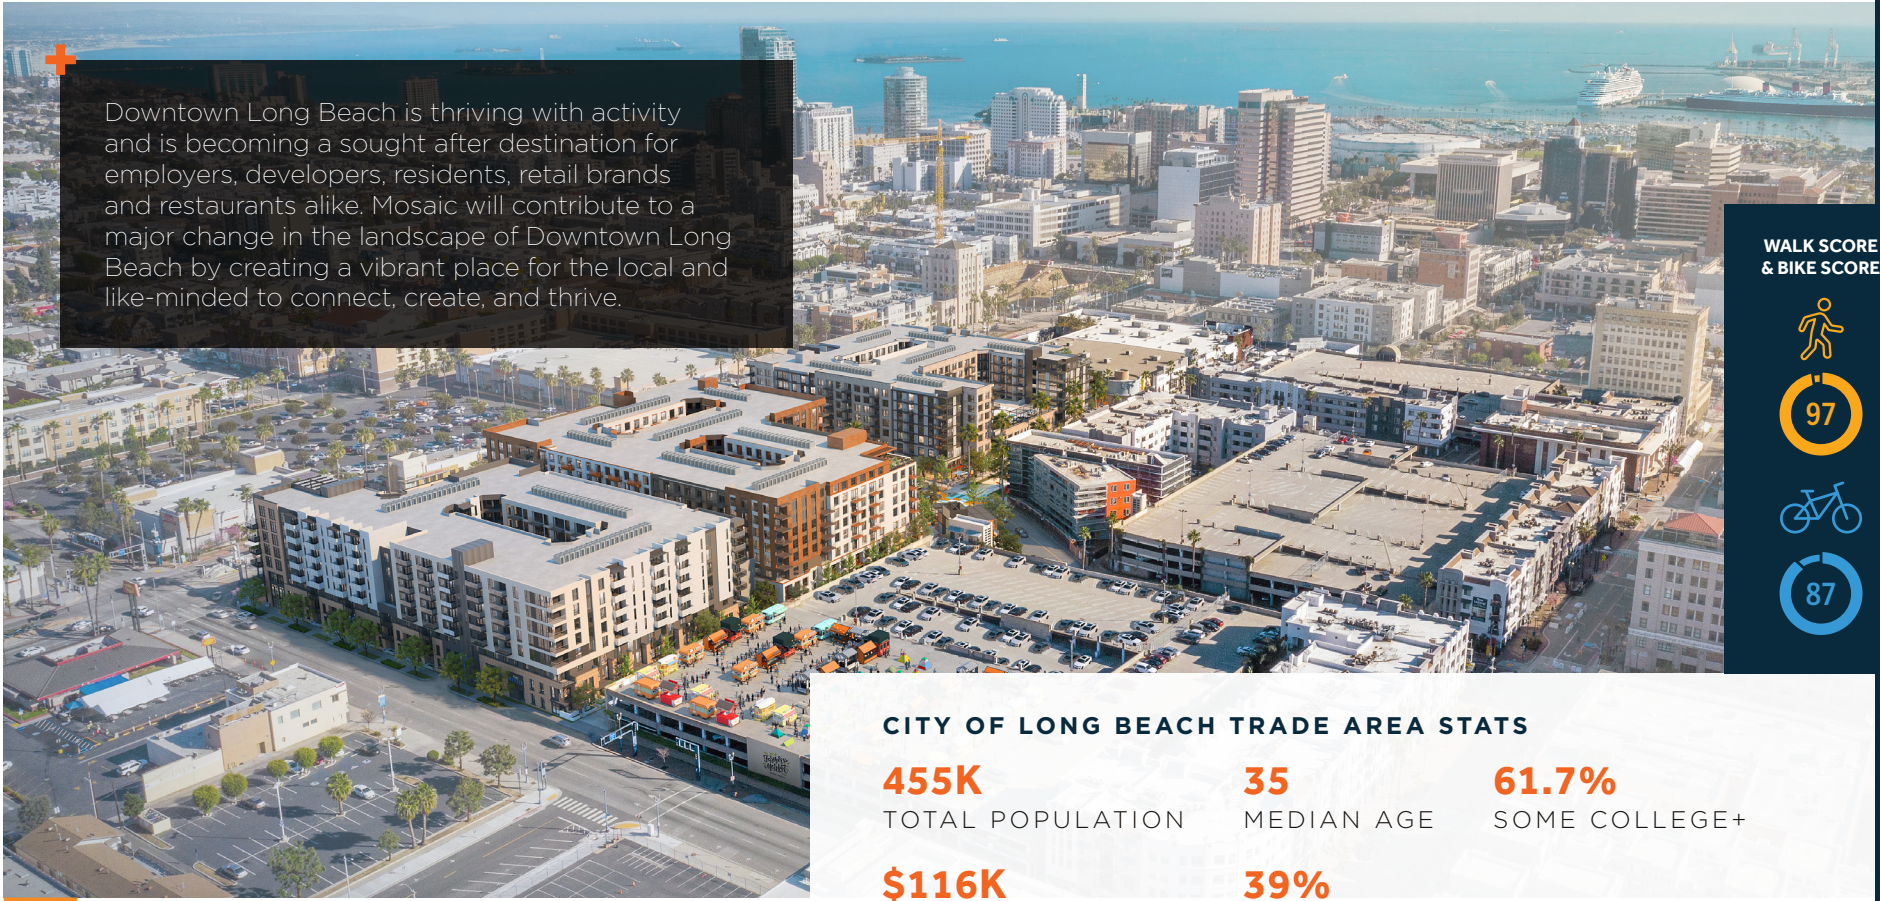 Downtown Long Beach is thriving with activity
and is becoming a sought after destination for
employers, developers, residents, retail brands
and restaurants alike. Mosaic will contribute to a
major change in the landscape of Downtown Long
Beach by creating a vibrant place for the local and
like-minded to connect, create, and thrive.
WALK SCORE
& BIKE SCORE
97
87
CITY OF LONG BEACH TRADE AREA STATS
455K
TOTAL POPULATION
35
MEDIAN AGE
61.7%
SOME COLLEGE+
$116K
39%